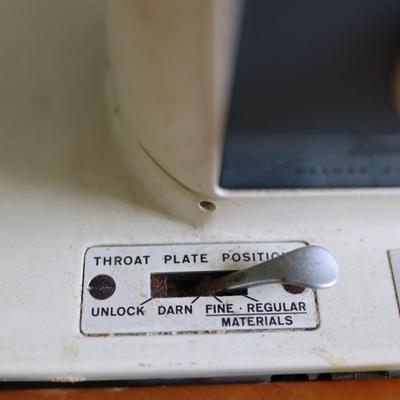 THROAT PLATE POSITION
UNLOCK DARN FINE · REGULAR
MATERIALS